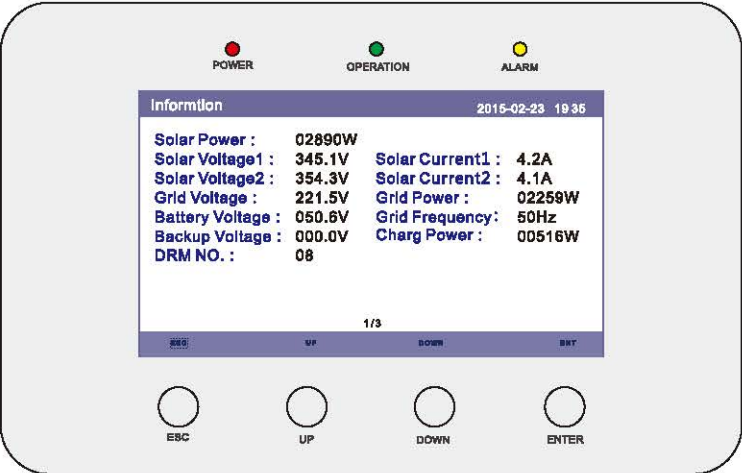 POWER OPERATION ALARM
Informtion 2015-02-23 19:35
Solar Power : 02890W
Solar Voltage1 : 345.1V Solar Current1 : 4.2A
Solar Voltage2 : 354.3V Solar Current2 : 4.1A
Grid Voltage : 221.5V Grid Power : 02259W
Battery Voltage : 050.6V Grid Frequency: 50Hz
Backup Voltage : 000.0V Charg Power : 00516W
DRM NO. : 08
1/3
ESC UP DOWN ENT
ESC UP DOWN ENTER